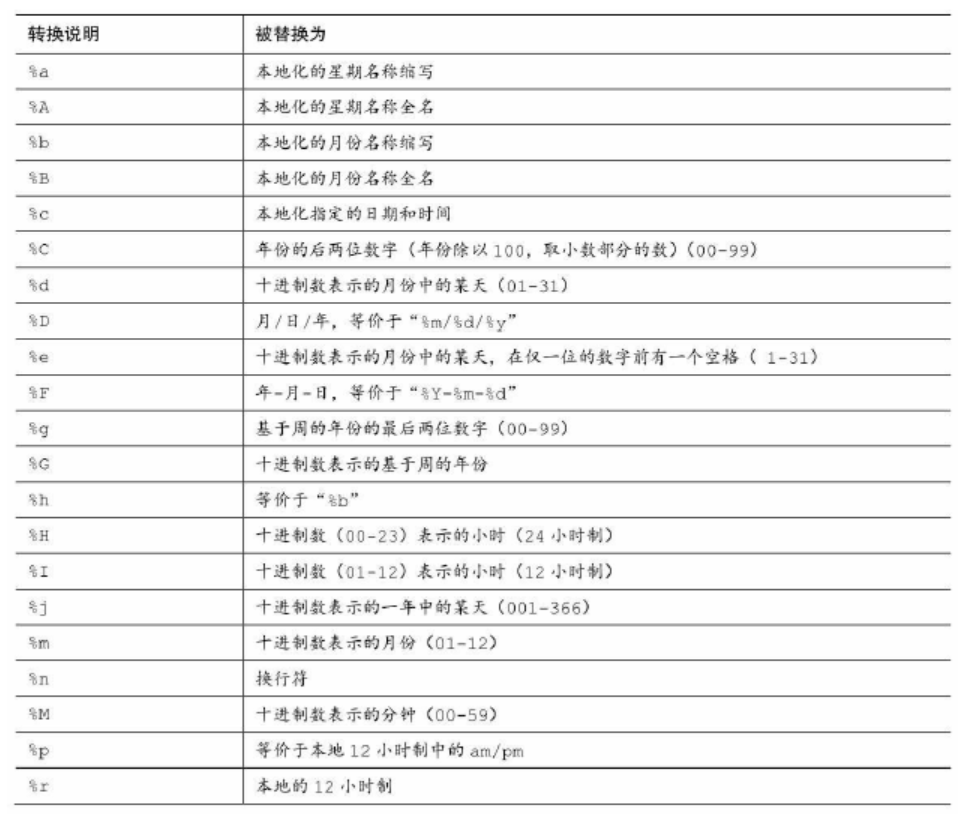 转换说明 被替换为
%a 本地化的星期名称缩写
%A 本地化的星期名称全名
%b 本地化的月份名称缩写
%B 本地化的月份名称全名
%c 本地化指定的日期和时间
%C 年份的后两位数字（年份除以100，取小数部分的数）（00-99）
%d 十进制数表示的月份中的某天（01-31）
%D 月/日/年，等价于“%m/%d/%y”
%e 十进制数表示的月份中的某天，在仅一位的数字前有一个空格（ 1-31）
%F 年-月-日，等价于“%Y-%m-%d”
%g 基于周的年份的最后两位数字（00-99）
%G 十进制数表示的基于周的年份
%h 等价于“%b”
%H 十进制数（00-23）表示的小时（24 小时制）
%I 十进制数（01-12）表示的小时（12 小时制）
%j 十进制数表示的一年中的某天（001-366）
%m 十进制数表示的月份（01-12）
%n 换行符
%M 十进制数表示的分钟（00-59）
%p 等价于本地 12 小时制中的 am/pm
%r 本地的 12 小时制